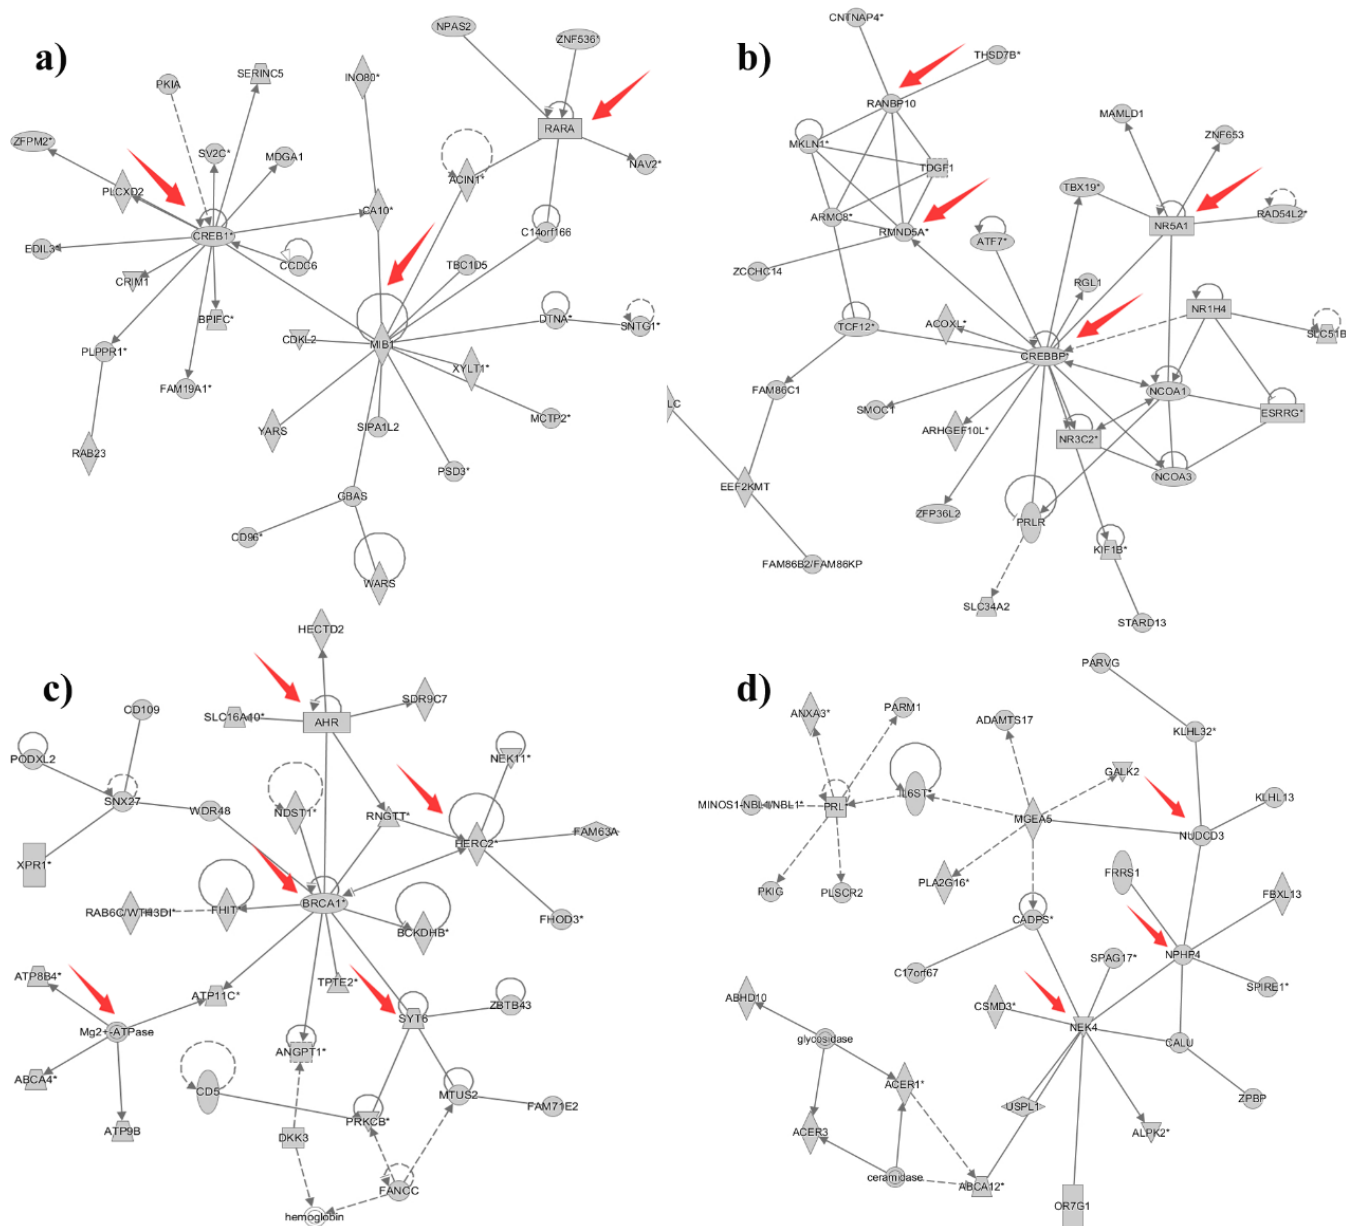 a)
NPAS2
ZNF536*
SERINC5
PKIA
INO80*
RARA
ZFPM2*
SV2C*
MDGA1
NAV2*
PLCXD2
ACIN1*
CA10*
CREB1*
C14orf166
EDIL3*
CCDC6
TBC1D5
CRIM1
BPIFC*
DTNA*
SNTG1*
CDKL2
MIB1
PLPPR1*
XYLT1*
FAM19A1*
MCTP2*
YARS
SIPA1L2
RAB23
PSD3*
GBAS
CD96*
WARS
b)
CNTNAP4*
THSD7B*
RANBP10
MAMLD1
ZNF653
MKLN1*
TDGF1
TBX19*
ARMC8*
RAD54L2*
NR5A1
RMND5A*
ATF7*
ZCCHC14
RGL1
NR1H4
TCF12*
ACOXL*
SLC51B
CREBBP*
FAM86C1
NCOA1
LC
SMOC1
ESRRG*
ARHGEF10L*
NR3C2*
NCOA3
EEF2KMT
ZFP36L2
PRLR
KIF1B*
FAM86B2/FAM86KP
SLC34A2
STARD13
c)
HECTD2
SDR9C7
CD109
SLC16A10*
AHR
PODXL2
NEK11*
SNX27
WDR48
NDST1*
RNGTT*
FAM63A
HERC2*
XPR1*
BRCA1*
RAB6C/WTH3DI*
FHIT*
FHOD3*
BCKDHB*
ATP8B4*
TPTE2*
ATP11C*
ZBTB43
SYT6
Mg2+-ATPase
ANGPT1*
ABCA4*
CD5
MTUS2
FAM71E2
PRKCB*
ATP9B
DKK3
FANCC
hemoglobin
d)
PARVG
ANXA3*
PARM1
ADAMTS17
KLHL32*
GALK2
IL6ST*
KLHL13
MINOS1-NBL1/NBL1*
PRL
MGEA5
NUDCD3
FRRS1
PKIG
PLSCR2
PLA2G16*
FBXL13
CADPS*
SPAG17*
NPHP4
C17orf67
SPIRE1*
ABHD10
CSMD3*
NEK4
glycosidase
CALU
ACER1*
ZPBP
USPL1
ACER3
ALPK2*
ceramidase
ABCA12*
OR7G1